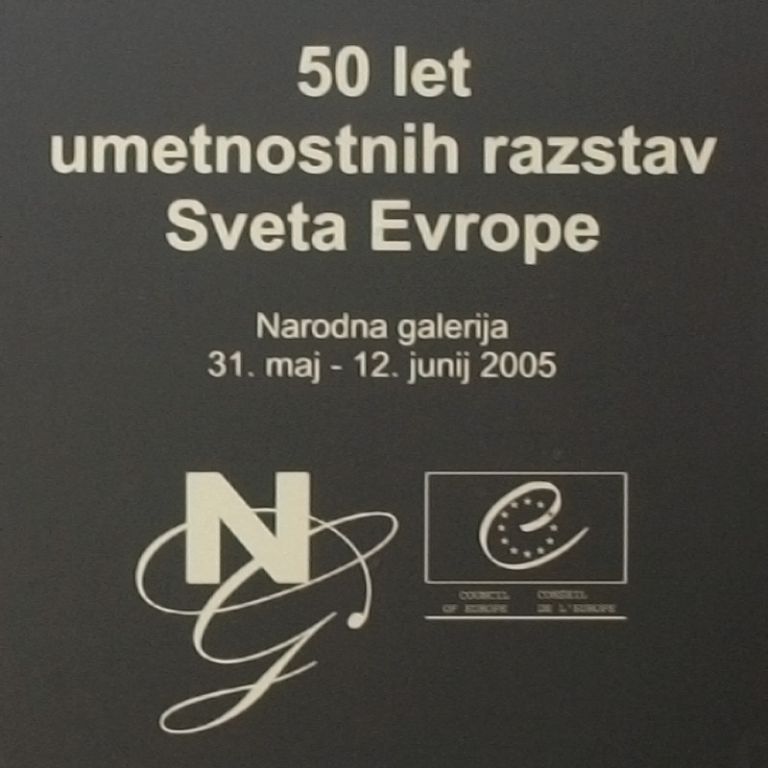 50 let
umetnostnih razstav
Sveta Evrope
Narodna galerija
31. maj - 12. junij 2005
NG
COUNCIL CONSEIL
OF EUROPE DE L'EUROPE